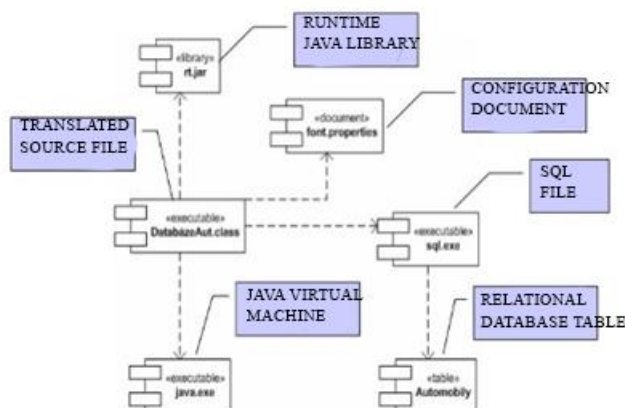 RUNTIME
JAVA LIBRARY
«library»
rt.jar
CONFIGURATION
DOCUMENT
«document»
font.properties
TRANSLATED
SOURCE FILE
SQL
FILE
«executable»
DatabazeAut.class
«executable»
sql.exe
JAVA VIRTUAL
MACHINE
RELATIONAL
DATABASE TABLE
«executable»
java.exe
«table»
Automobily